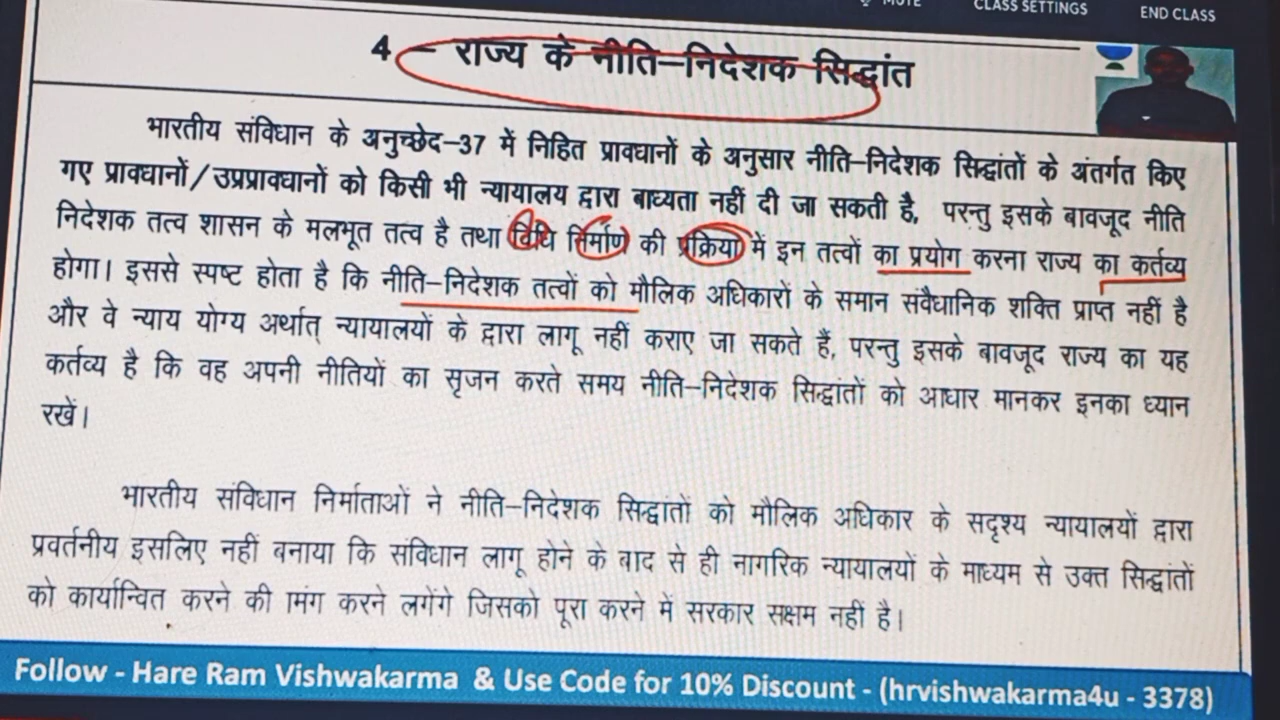 MUTE
CLASS SETTINGS
END CLASS
4 – राज्य के नीति–निदेशक सिद्धांत
भारतीय संविधान के अनुच्छेद–37 में निहित प्रावधानों के अनुसार नीति–निदेशक सिद्धांतों के अंतर्गत किए
गए प्रावधानों/उप्रप्रावधानों को किसी भी न्यायालय द्वारा बाध्यता नहीं दी जा सकती है, परन्तु इसके बावजूद नीति
निदेशक तत्व शासन के मलभूत तत्व है तथा विधि निर्माण की प्रक्रिया में इन तत्वों का प्रयोग करना राज्य का कर्तव्य
होगा। इससे स्पष्ट होता है कि नीति–निदेशक तत्वों को मौलिक अधिकारों के समान संवैधानिक शक्ति प्राप्त नहीं है
और वे न्याय योग्य अर्थात् न्यायालयों के द्वारा लागू नहीं कराए जा सकते हैं, परन्तु इसके बावजूद राज्य का यह
कर्तव्य है कि वह अपनी नीतियों का सृजन करते समय नीति–निदेशक सिद्धांतों को आधार मानकर इनका ध्यान
रखें।
भारतीय संविधान निर्माताओं ने नीति–निदेशक सिद्धांतों को मौलिक अधिकार के सदृश्य न्यायालयों द्वारा
प्रवर्तनीय इसलिए नहीं बनाया कि संविधान लागू होने के बाद से ही नागरिक न्यायालयों के माध्यम से उक्त सिद्धांतों
को कार्यान्वित करने की मांग करने लगेंगे जिसको पूरा करने में सरकार सक्षम नहीं है।
Follow - Hare Ram Vishwakarma & Use Code for 10% Discount - (hrvishwakarma4u - 3378)